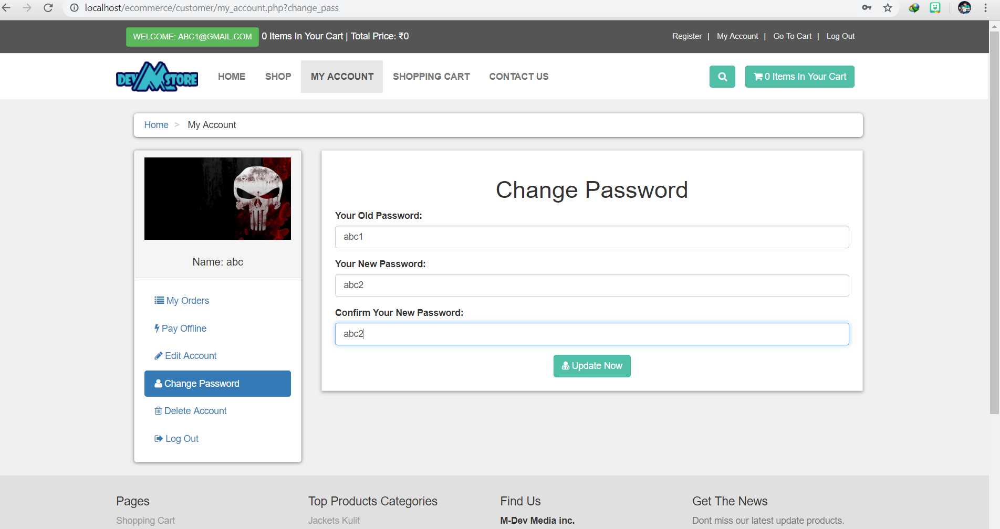 localhost/ecommerce/customer/my_account.php?change_pass
WELCOME: ABC1@GMAIL.COM 0 Items In Your Cart | Total Price: ₹0
Register | My Account | Go To Cart | Log Out
DEV M STORE
HOME SHOP MY ACCOUNT SHOPPING CART CONTACT US
0 Items In Your Cart
Home > My Account
Name: abc
My Orders
Pay Offline
Edit Account
Change Password
Delete Account
Log Out
Change Password
Your Old Password:
abc1
Your New Password:
abc2
Confirm Your New Password:
abc2
Update Now
Pages
Shopping Cart
Top Products Categories
Jackets Kulit
Find Us
M-Dev Media inc.
Get The News
Dont miss our latest update products.